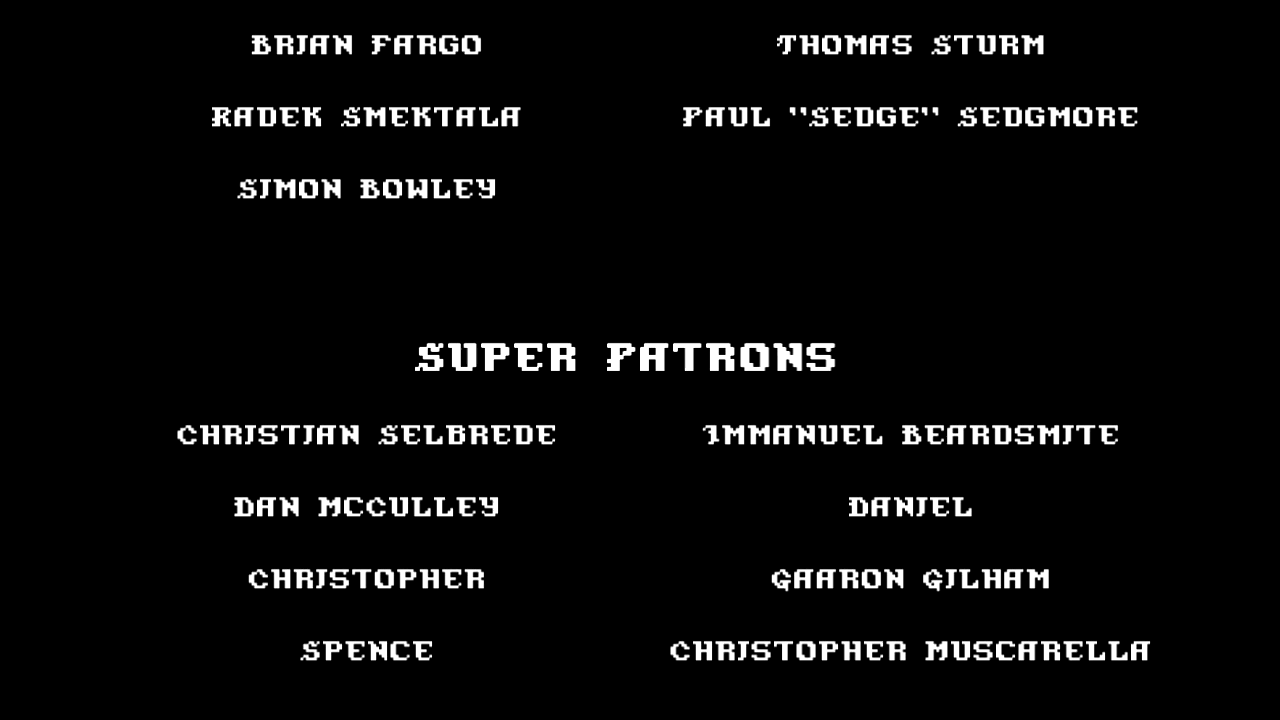 BRIAN FARGO THOMAS STURM
RADEK SMEKTALA PAUL "SEDGE" SEDGMORE
SIMON BOWLEY
SUPER PATRONS
CHRISTIAN SELBREDE IMMANUEL BEARDSMITE
DAN MCCULLEY DANIEL
CHRISTOPHER GAARON GILHAM
SPENCE CHRISTOPHER MUSCARELLA